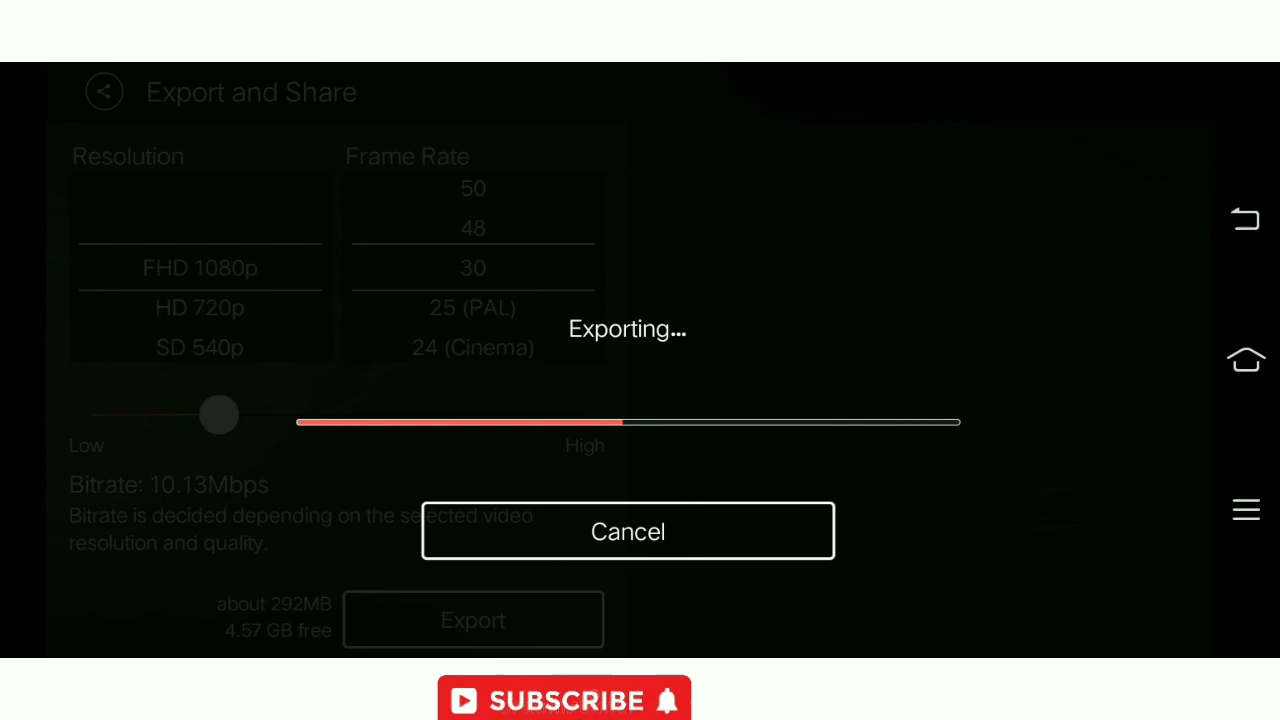 Export and Share
Resolution
Frame Rate
50
48
FHD 1080p
30
HD 720p
25 (PAL)
SD 540p
24 (Cinema)
Exporting...
Low
High
Bitrate: 10.13Mbps
Bitrate is decided depending on the selected video
resolution and quality.
Cancel
about 292MB
4.57 GB free
Export
SUBSCRIBE